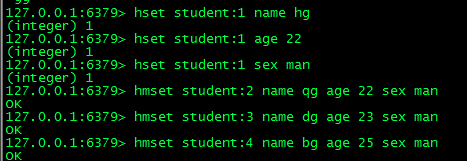 99
127.0.0.1:6379> hset student:1 name hg
(integer) 1
127.0.0.1:6379> hset student:1 age 22
(integer) 1
127.0.0.1:6379> hset student:1 sex man
(integer) 1
127.0.0.1:6379> hmset student:2 name qg age 22 sex man
OK
127.0.0.1:6379> hmset student:3 name dg age 23 sex man
OK
127.0.0.1:6379> hmset student:4 name bg age 25 sex man
OK